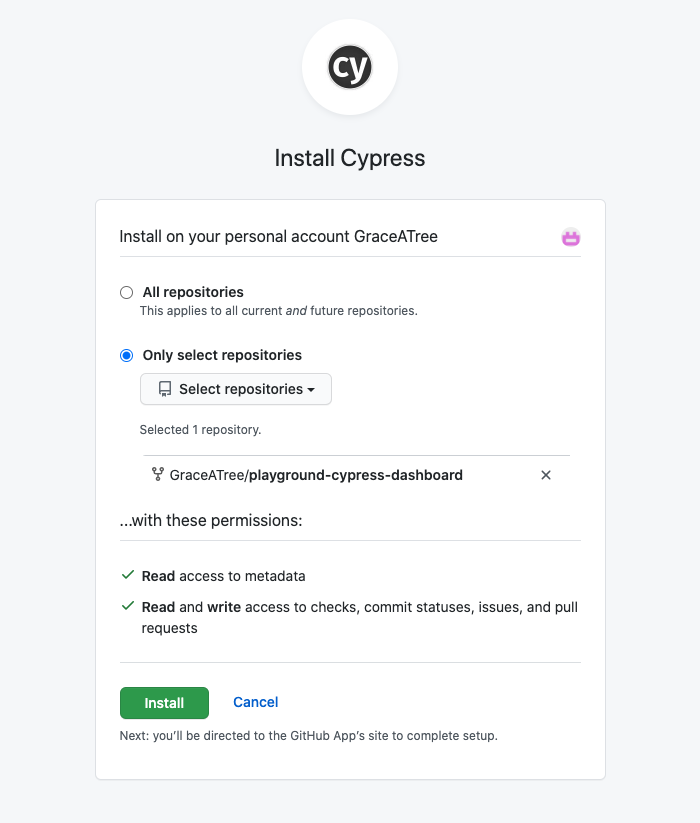 cy
Install Cypress
Install on your personal account GraceATree
All repositories
This applies to all current and future repositories.
Only select repositories
Select repositories
Selected 1 repository.
GraceATree/playground-cypress-dashboard
...with these permissions:
Read access to metadata
Read and write access to checks, commit statuses, issues, and pull
requests
Install Cancel
Next: you'll be directed to the GitHub App's site to complete setup.